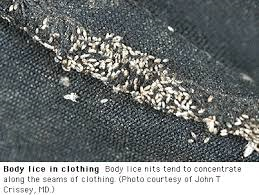 Body lice in clothing. Body lice nits tend to concentrate
along the seams of clothing. (Photo courtesy of John T
Crissey, MD.)